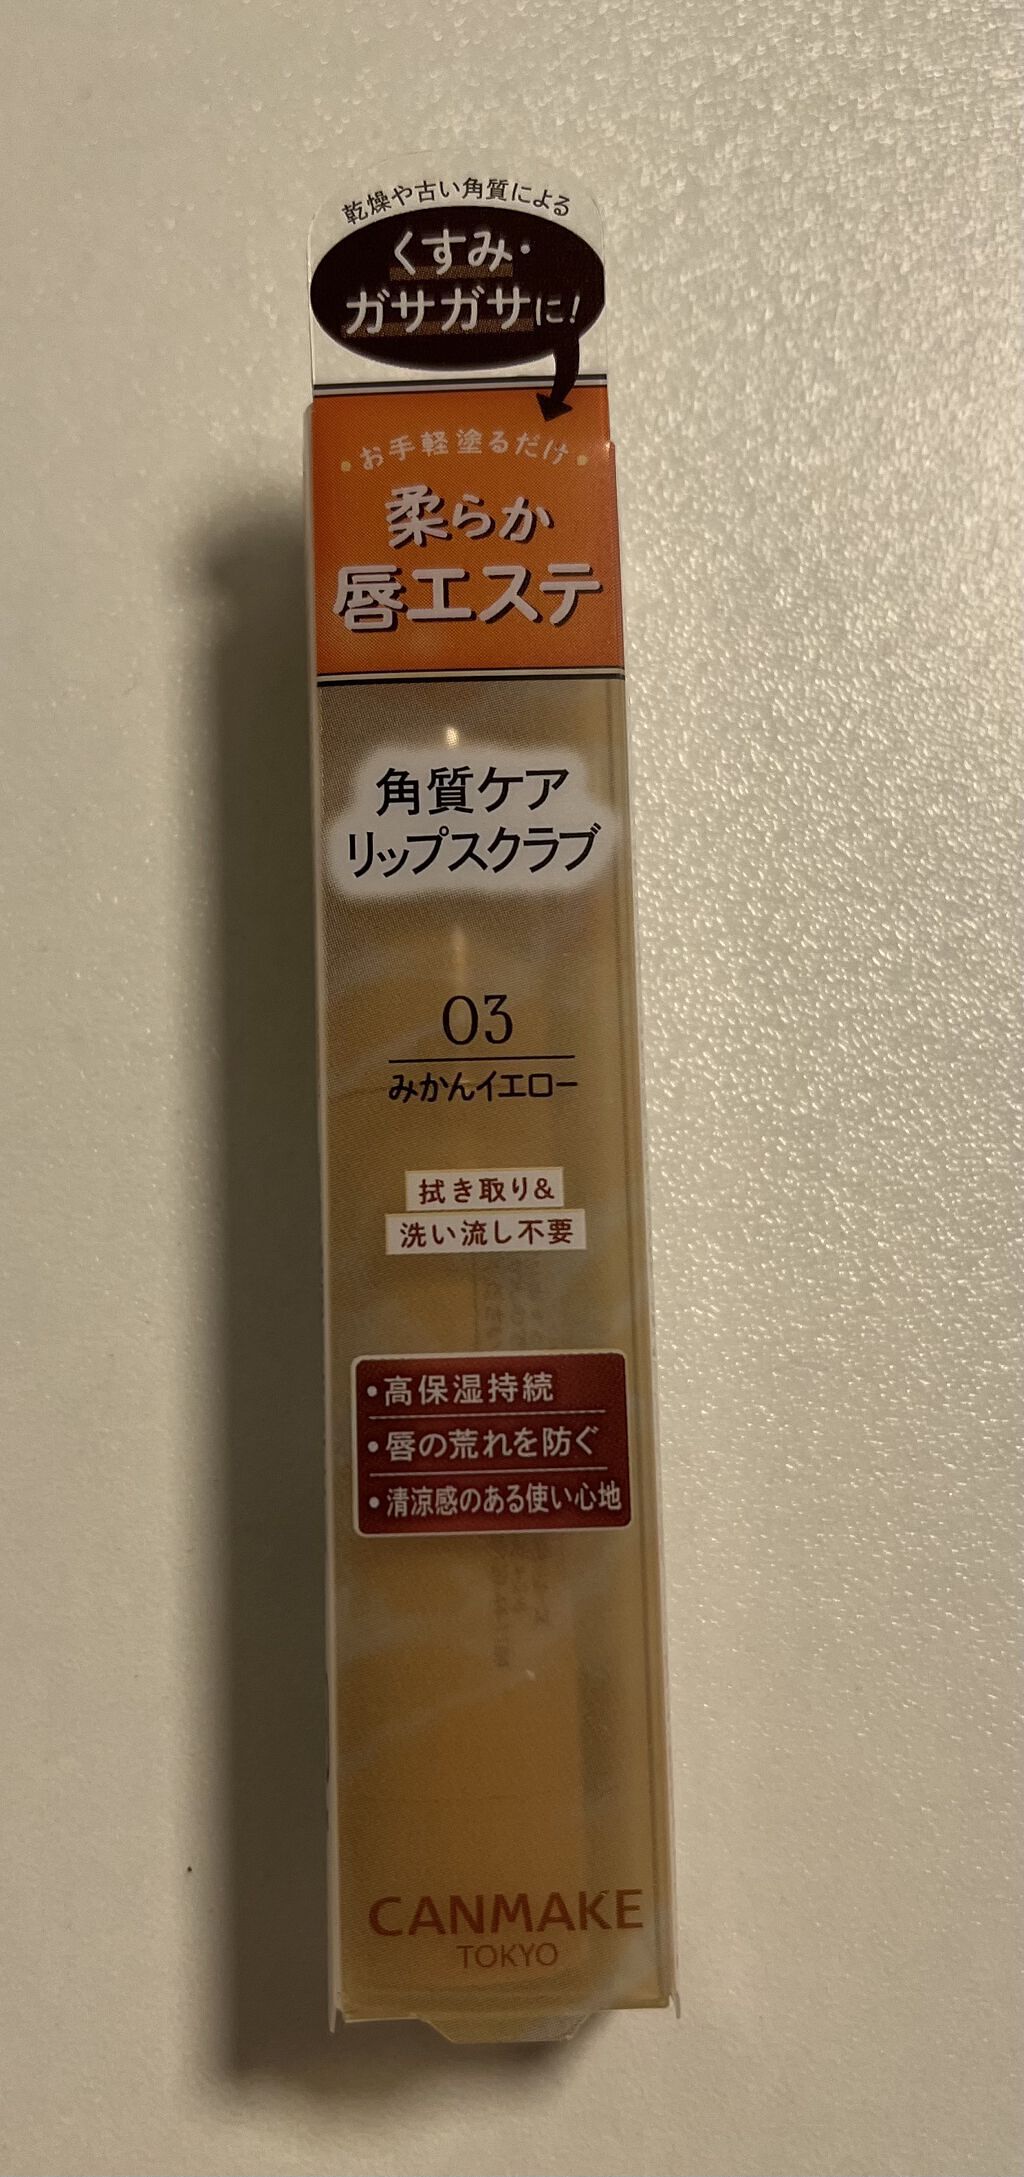 乾燥や古い角質による
くすみ・
ガサガサに!
・お手軽塗るだけ・
柔らか
唇エステ
角質ケア
リップスクラブ
03
みかんイエロー
拭き取り&
洗い流し不要
・高保湿持続
・唇の荒れを防ぐ
・清涼感のある使い心地
CANMAKE
TOKYO